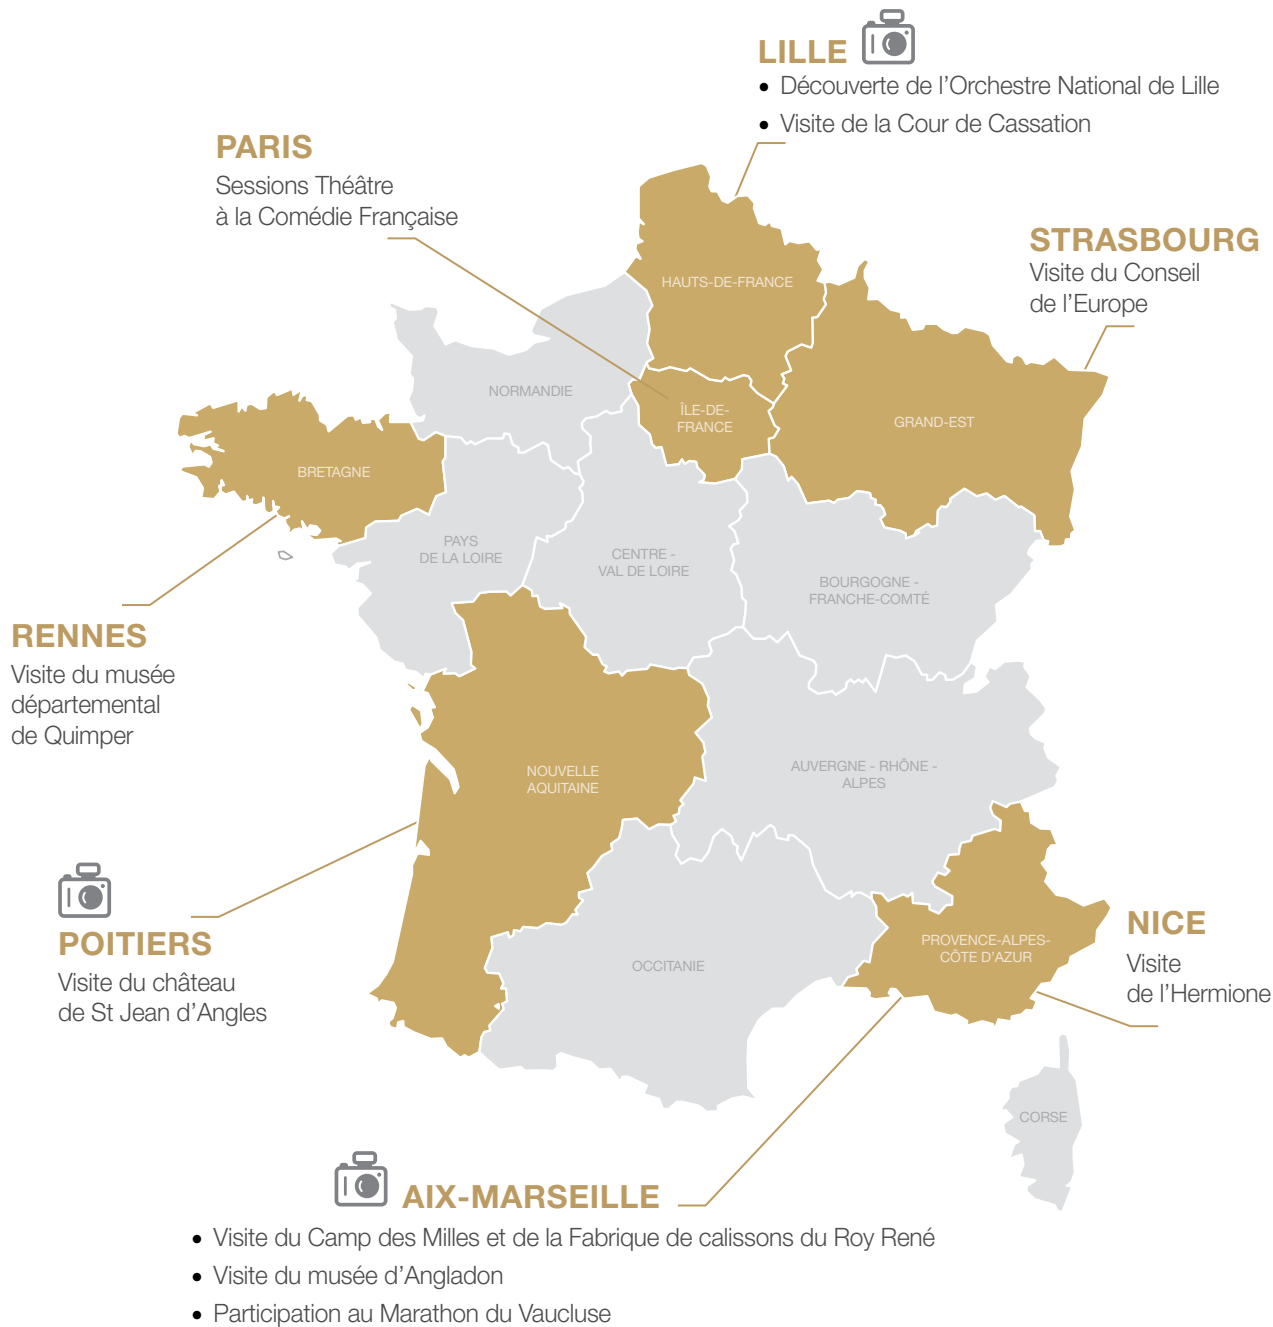 LILLE
• Découverte de l’Orchestre National de Lille
• Visite de la Cour de Cassation
PARIS
Sessions Théâtre
à la Comédie Française
STRASBOURG
Visite du Conseil
de l’Europe
HAUTS-DE-FRANCE
NORMANDIE
ÎLE-DE-
FRANCE
GRAND-EST
BRETAGNE
PAYS
DE LA LOIRE
CENTRE -
VAL DE LOIRE
BOURGOGNE -
FRANCHE-COMTÉ
RENNES
Visite du musée
départemental
de Quimper
NOUVELLE
AQUITAINE
AUVERGNE - RHÔNE -
ALPES
POITIERS
Visite du château
de St Jean d’Angles
OCCITANIE
PROVENCE-ALPES-
CÔTE D’AZUR
NICE
Visite
de l’Hermione
CORSE
AIX-MARSEILLE
• Visite du Camp des Milles et de la Fabrique de calissons du Roy René
• Visite du musée d’Angladon
• Participation au Marathon du Vaucluse